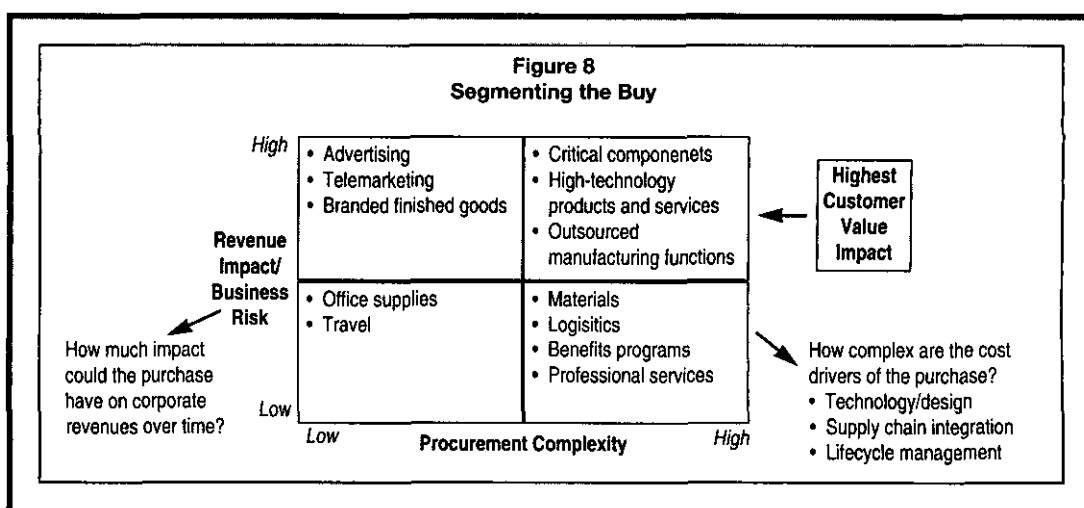 Figure 8
Segmenting the Buy
High
• Advertising
• Telemarketing
• Branded finished goods
• Critical componenets
• High-technology
products and services
• Outsourced
manufacturing functions
Highest
Customer
Value
Impact
Revenue
Impact/
Business
Risk
• Office supplies
• Travel
• Materials
• Logisitics
• Benefits programs
• Professional services
How much impact
could the purchase
have on corporate
revenues over time?
How complex are the cost
drivers of the purchase?
• Technology/design
• Supply chain integration
• Lifecycle management
Low
Low
Procurement Complexity
High